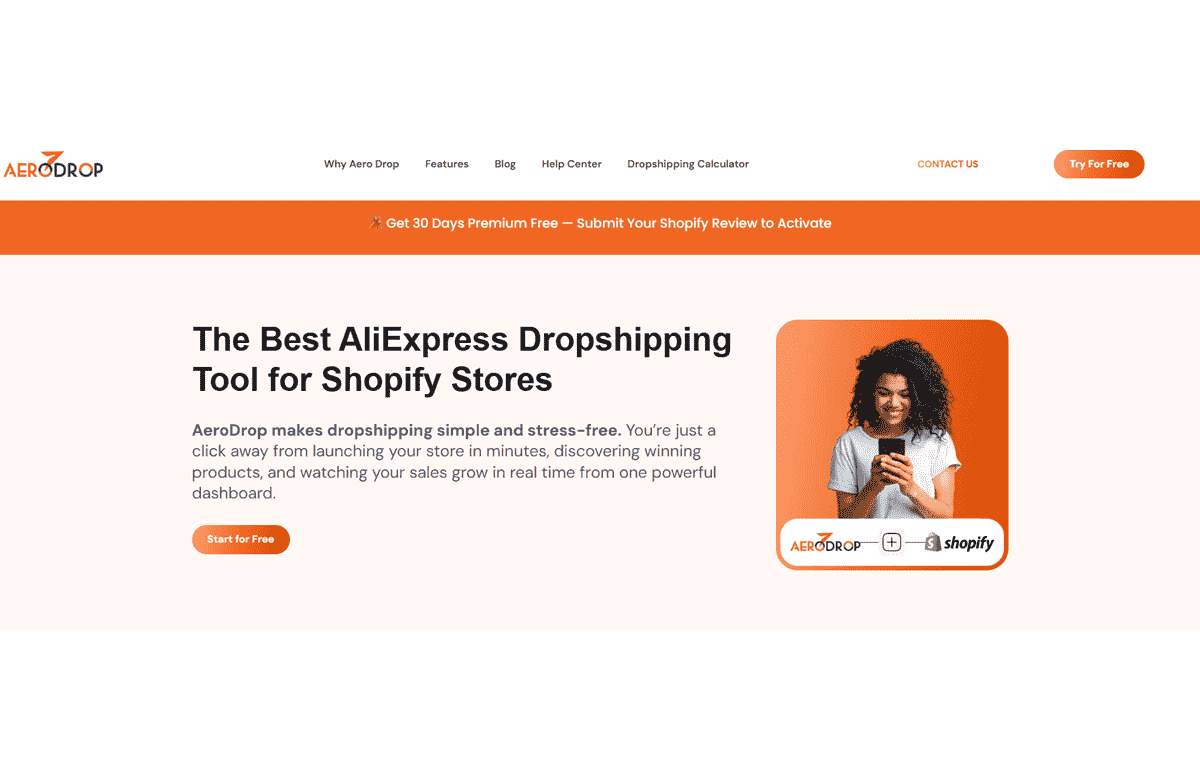 AERODROP
Why Aero Drop
Features
Blog
Help Center
Dropshipping Calculator
CONTACT US
Try For Free
Get 30 Days Premium Free — Submit Your Shopify Review to Activate
The Best AliExpress Dropshipping
Tool for Shopify Stores
AeroDrop makes dropshipping simple and stress-free. You’re just a
click away from launching your store in minutes, discovering winning
products, and watching your sales grow in real time from one powerful
dashboard.
Start for Free
AERODROP
shopify